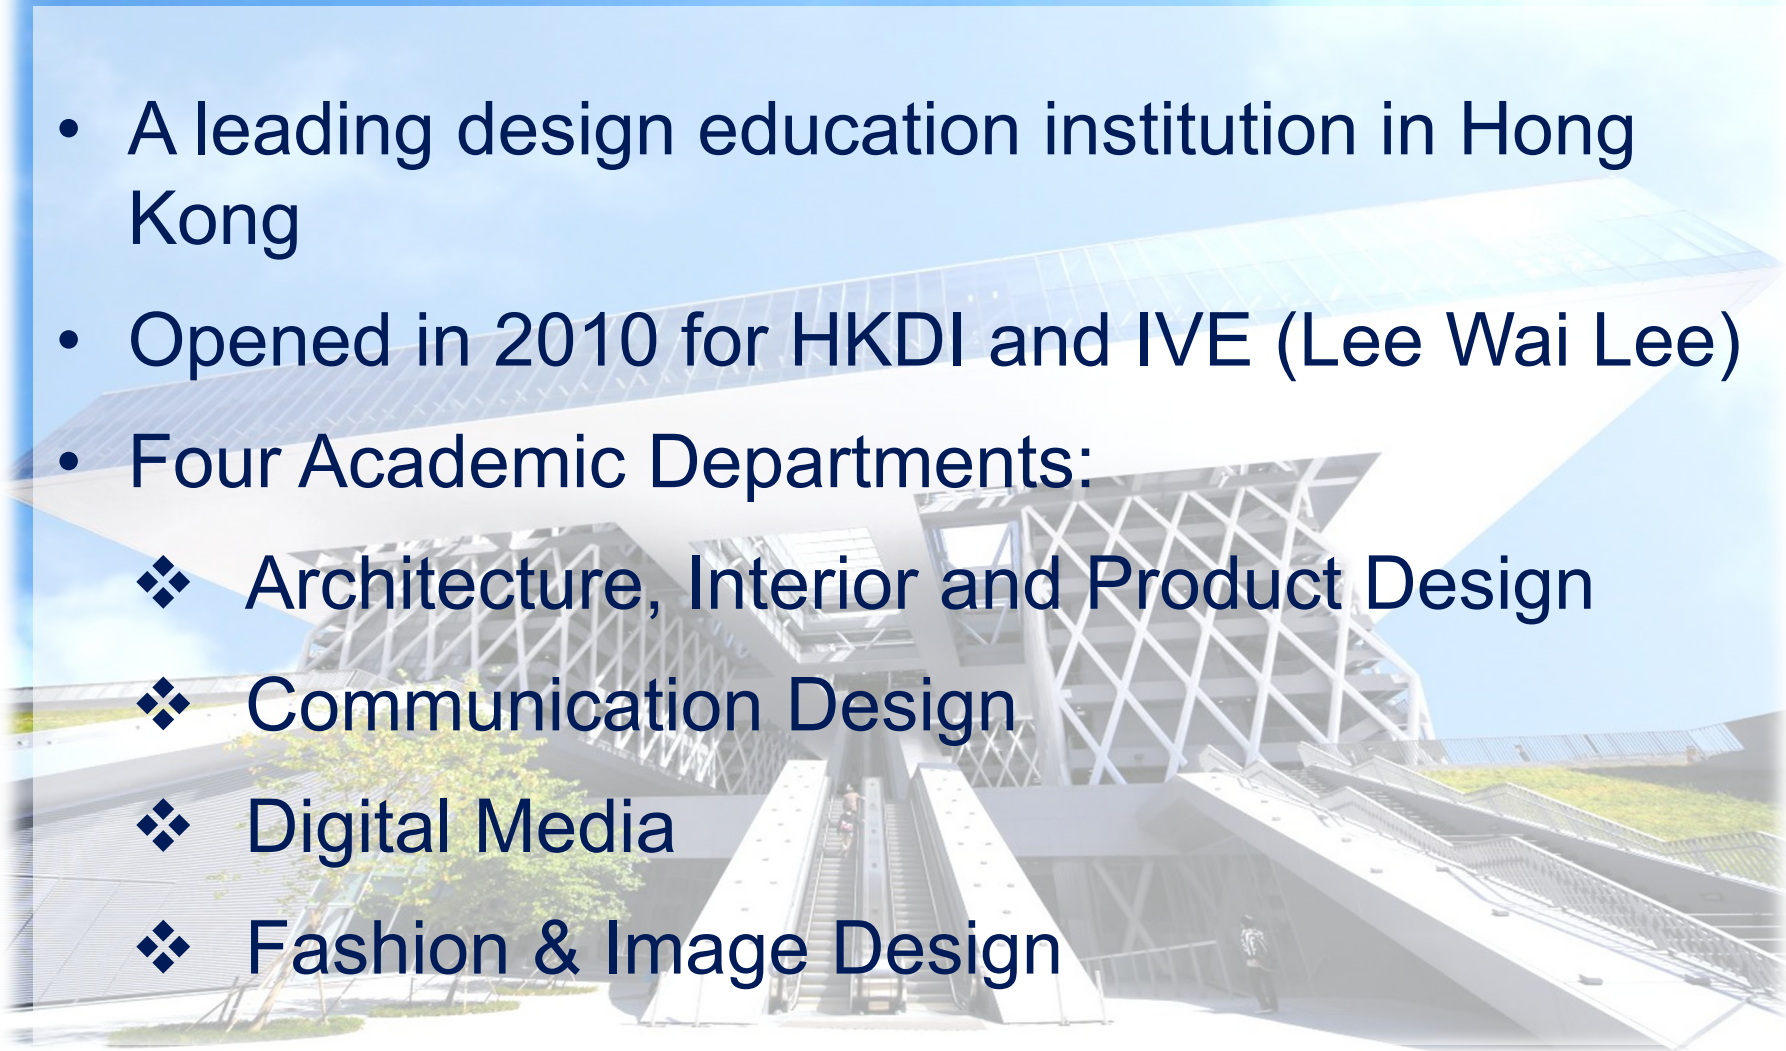 • A leading design education institution in Hong
Kong
• Opened in 2010 for HKDI and IVE (Lee Wai Lee)
• Four Academic Departments:
❖ Architecture, Interior and Product Design
❖ Communication Design
❖ Digital Media
❖ Fashion & Image Design